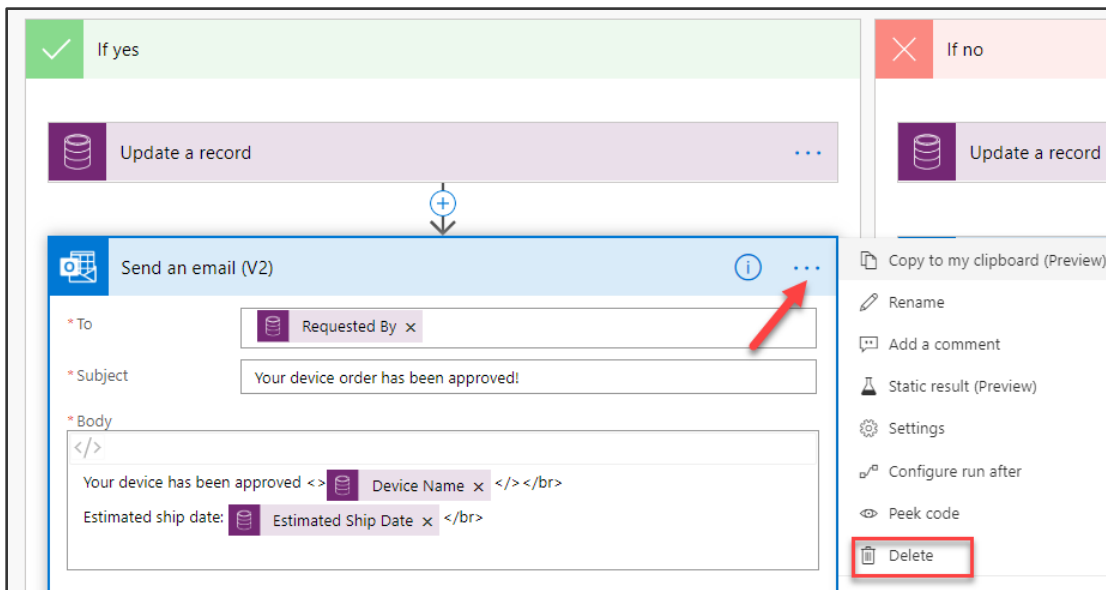 If yes
If no
Update a record
Update a record
Send an email (V2)
Copy to my clipboard (Preview)
Rename
* To
Requested By ×
Add a comment
* Subject
Your device order has been approved!
Static result (Preview)
* Body
Settings
</>
Configure run after
Your device has been approved <> Device Name × </></br>
Peek code
Estimated ship date: Estimated Ship Date × </br>
Delete